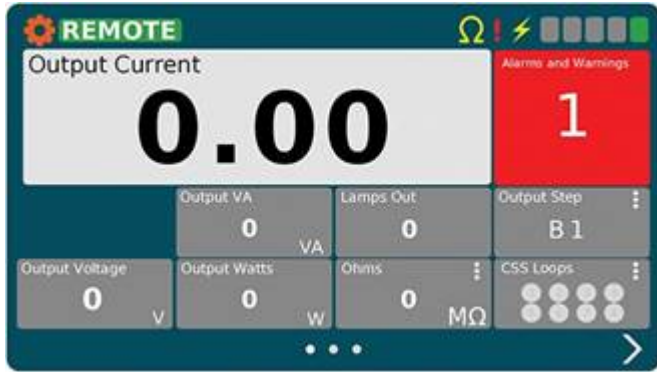 REMOTE Ω ! 
Output Current
0.00
Alarms and Warnings
1
Output VA
0
VA
Lamps Out
0
Output Step
B 1
Output Voltage
0
V
Output Watts
0
W
Ohms
0
MΩ
CSS Loops